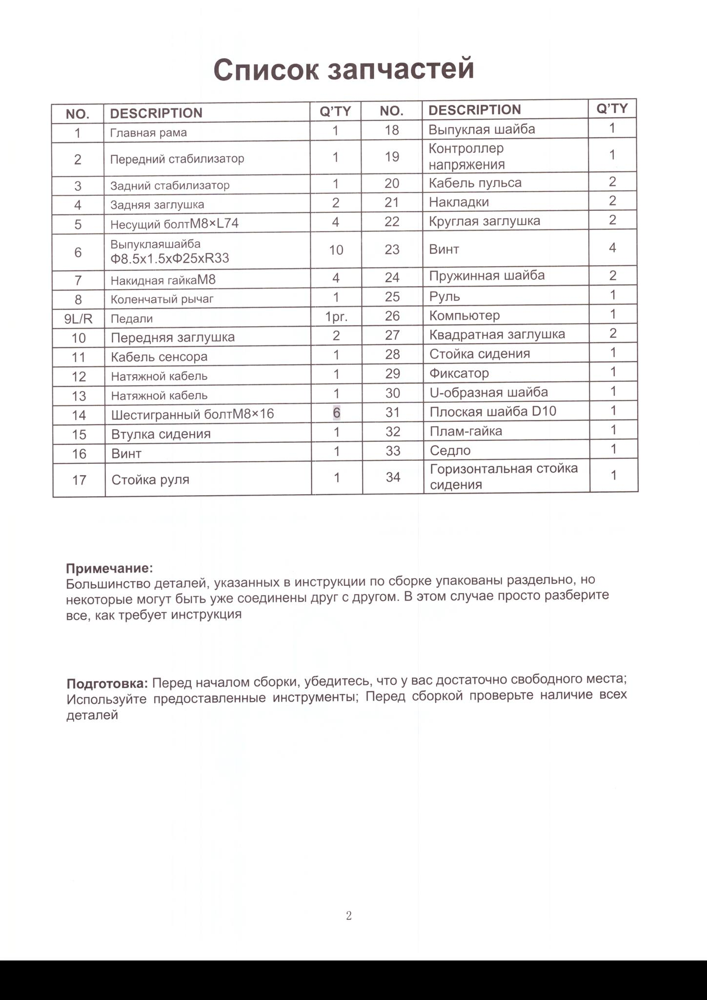 Список запчастей
NO. DESCRIPTION Q’TY NO. DESCRIPTION Q’TY
1 Главная рама 1 18 Выпуклая шайба 1
2 Передний стабилизатор 1 19 Контроллер
напряжения 1
3 Задний стабилизатор 1 20 Кабель пульса 2
4 Задняя заглушка 2 21 Накладки 2
5 Несущий болтM8×L74 4 22 Круглая заглушка 2
6 Выпуклаяшайба
Ф8.5x1.5xФ25xR33 10 23 Винт 4
7 Накидная гайкаM8 4 24 Пружинная шайба 2
8 Коленчатый рычаг 1 25 Руль 1
9L/R Педали 1pr. 26 Компьютер 1
10 Передняя заглушка 2 27 Квадратная заглушка 2
11 Кабель сенсора 1 28 Стойка сидения 1
12 Натяжной кабель 1 29 Фиксатор 1
13 Натяжной кабель 1 30 U-образная шайба 1
14 Шестигранный болтM8×16 6 31 Плоская шайба D10 1
15 Втулка сидения 1 32 Плам-гайка 1
16 Винт 1 33 Седло 1
17 Стойка руля 1 34 Горизонтальная стойка
сидения 1
Примечание:
Большинство деталей, указанных в инструкции по сборке упакованы раздельно, но
некоторые могут быть уже соединены друг с другом. В этом случае просто разберите
все, как требует инструкция
Подготовка: Перед началом сборки, убедитесь, что у вас достаточно свободного места;
Используйте предоставленные инструменты; Перед сборкой проверьте наличие всех
деталей
2